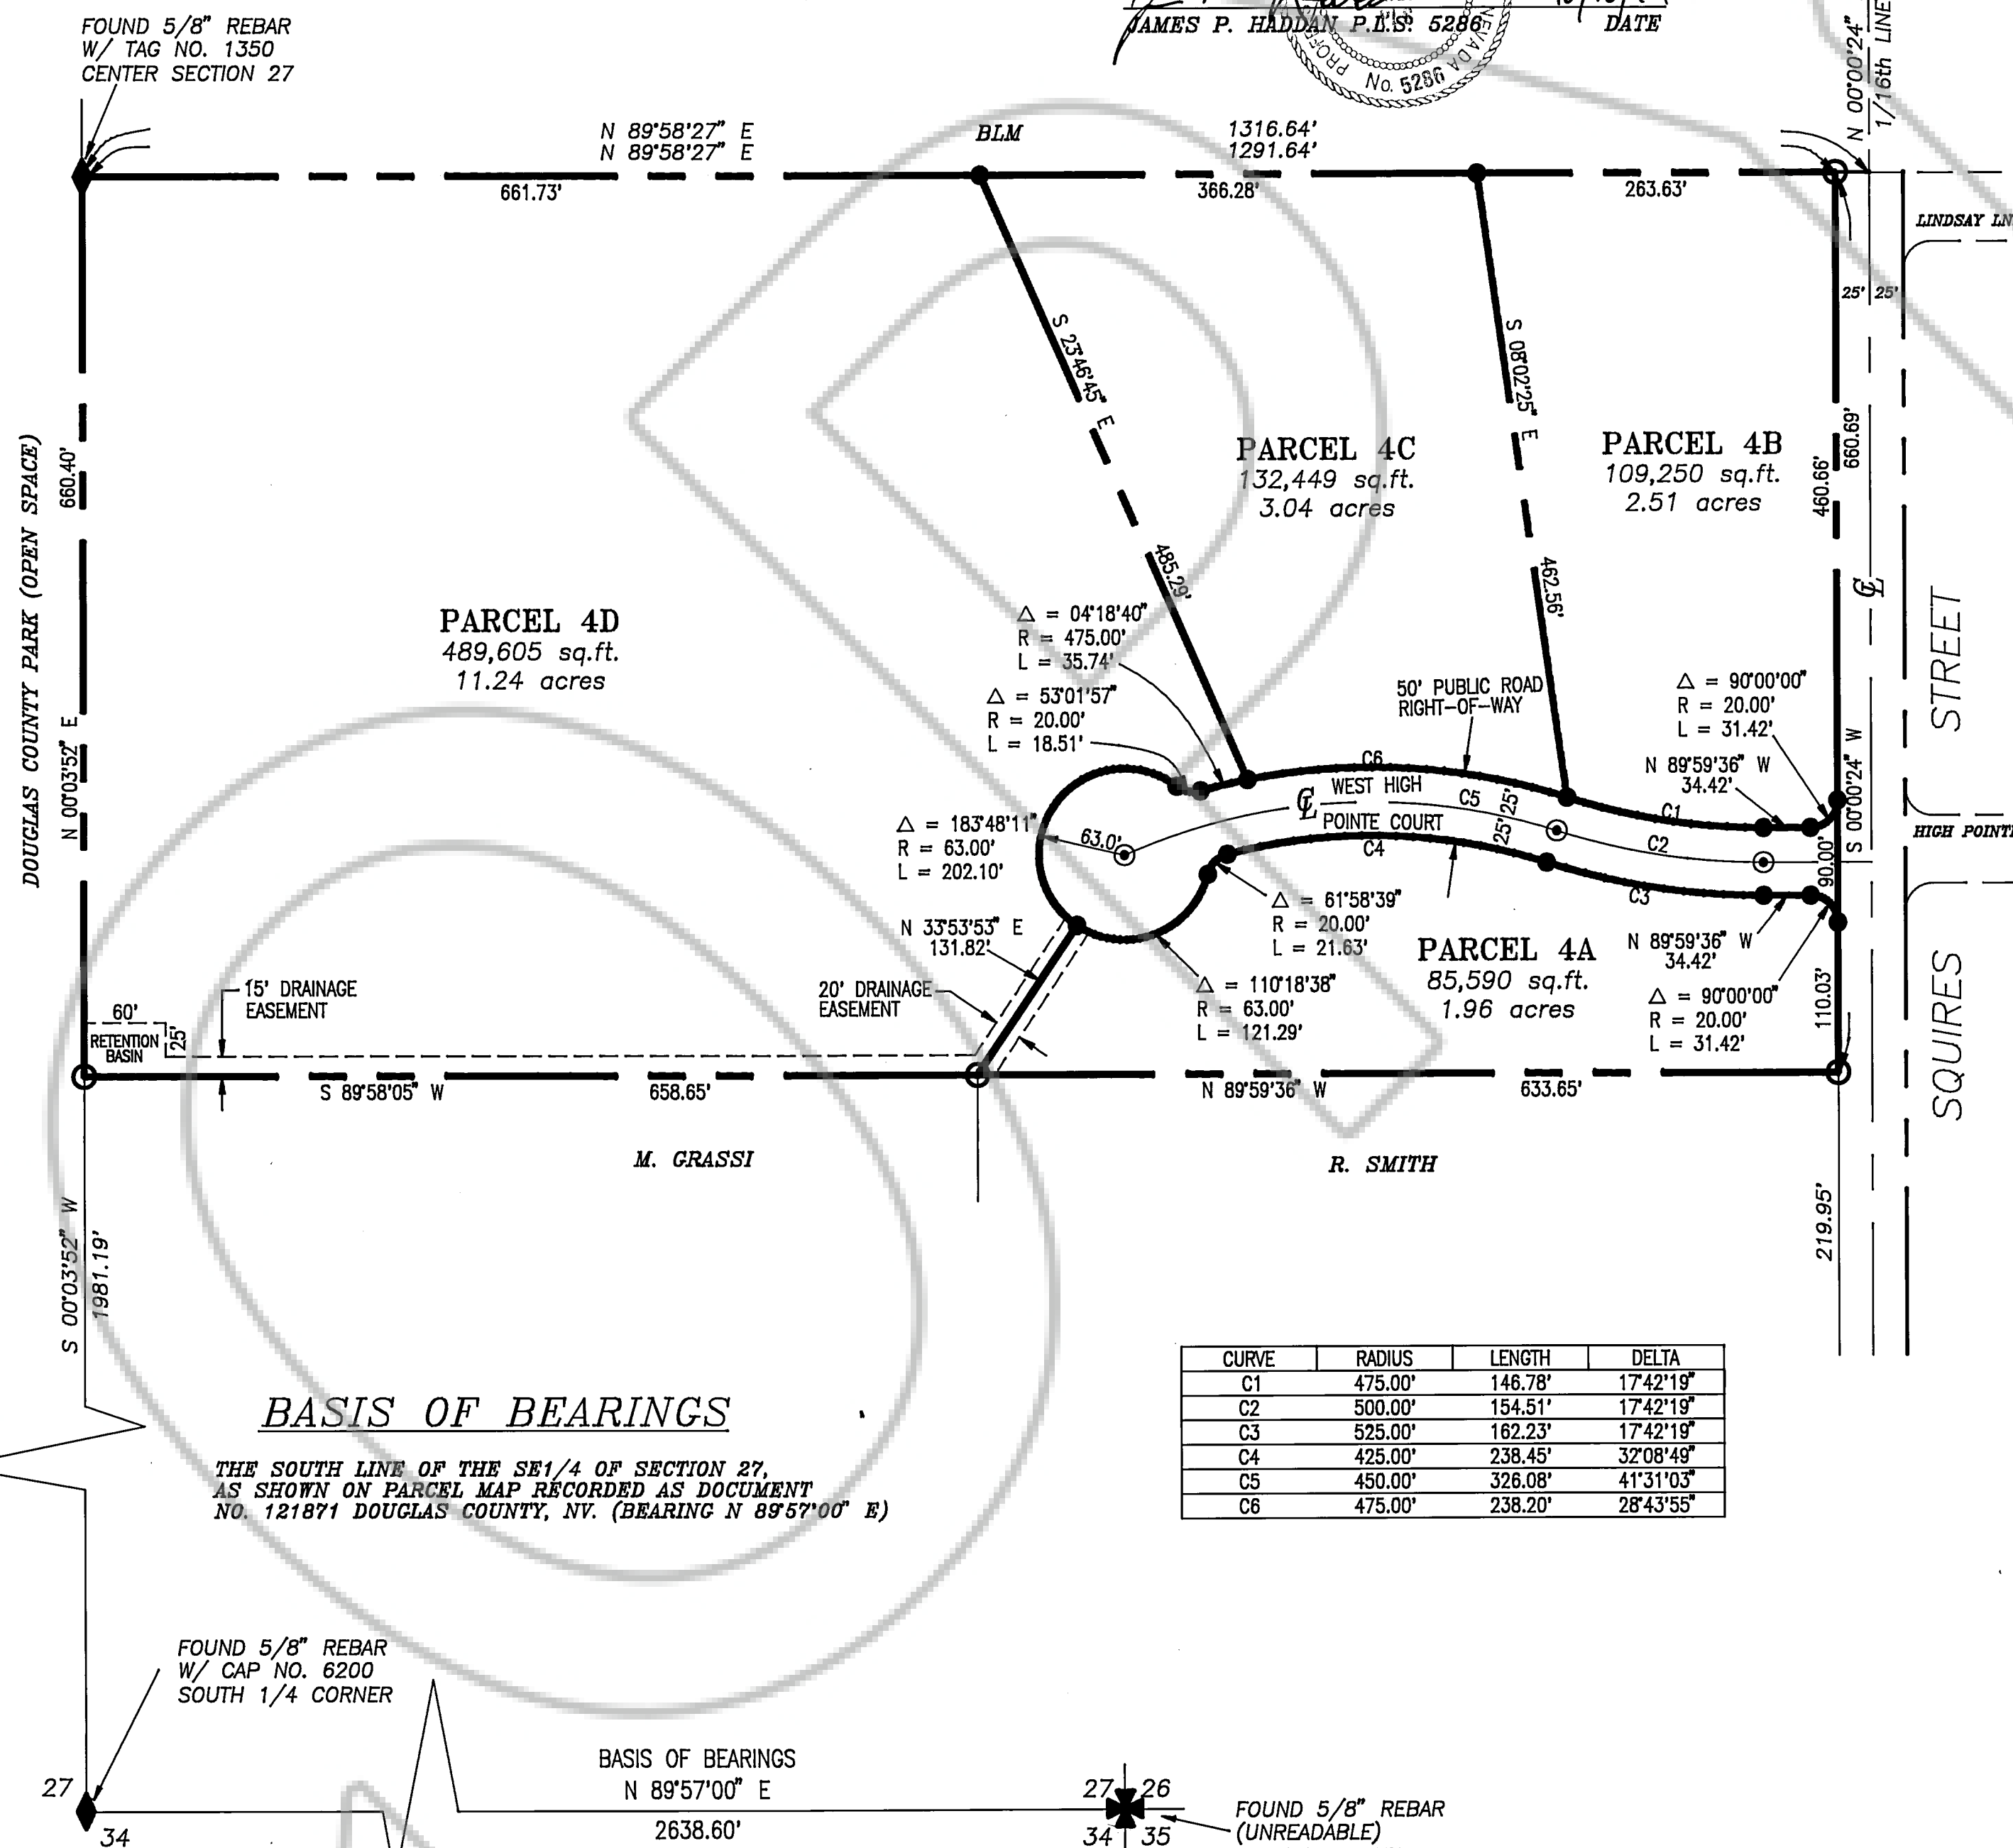 JAMES P. HADDAN P.L.S. 5286
DATE
PROFE
NEVADA
No. 5286
FOUND 5/8" REBAR
W/ TAG NO. 1350
CENTER SECTION 27
N 00°00'24"
1/16th LINE
N 89°58'27" E
N 89°58'27" E
BLM
1316.64'
1291.64'
661.73'
366.28'
263.63'
LINDSAY LN
25' 25'
S 23°46'45" E
485.29'
S 08°02'25" E
462.56'
PARCEL 4C
132,449 sq.ft.
3.04 acres
PARCEL 4B
109,250 sq.ft.
2.51 acres
460.66'
660.69'
DOUGLAS COUNTY PARK (OPEN SPACE)
660.40'
N 00°03'52" E
PARCEL 4D
489,605 sq.ft.
11.24 acres
Δ = 04°18'40"
R = 475.00'
L = 35.74'
Δ = 53°01'57"
R = 20.00'
L = 18.51'
50' PUBLIC ROAD
RIGHT-OF-WAY
Δ = 90°00'00"
R = 20.00'
L = 31.42'
N 89°59'36" W
34.42'
CL
STREET
S 00°00'24" W
C6
WEST HIGH
CL
C5
POINTE COURT
C4
25' 25'
C1
C2
C3
90.00'
HIGH POINTE
Δ = 183°48'11"
R = 63.00'
L = 202.10'
63.0'
N 33°53'53" E
131.82'
Δ = 61°58'39"
R = 20.00'
L = 21.63'
Δ = 110°18'38"
R = 63.00'
L = 121.29'
PARCEL 4A
85,590 sq.ft.
1.96 acres
N 89°59'36" W
34.42'
Δ = 90°00'00"
R = 20.00'
L = 31.42'
110.03'
SQUIRES
60'
RETENTION
BASIN
25'
15' DRAINAGE
EASEMENT
20' DRAINAGE
EASEMENT
S 89°58'05" W
658.65'
N 89°59'36" W
633.65'
M. GRASSI
R. SMITH
S 00°03'52" W
1981.19'
219.95'
CURVE RADIUS LENGTH DELTA
C1 475.00' 146.78' 17°42'19"
C2 500.00' 154.51' 17°42'19"
C3 525.00' 162.23' 17°42'19"
C4 425.00' 238.45' 32°08'49"
C5 450.00' 326.08' 41°31'03"
C6 475.00' 238.20' 28°43'55"
BASIS OF BEARINGS
THE SOUTH LINE OF THE SE1/4 OF SECTION 27,
AS SHOWN ON PARCEL MAP RECORDED AS DOCUMENT
NO. 121871 DOUGLAS COUNTY, NV. (BEARING N 89°57'00" E)
FOUND 5/8" REBAR
W/ CAP NO. 6200
SOUTH 1/4 CORNER
27
34
BASIS OF BEARINGS
N 89°57'00" E
2638.60'
27 26
34 35
FOUND 5/8" REBAR
(UNREADABLE)